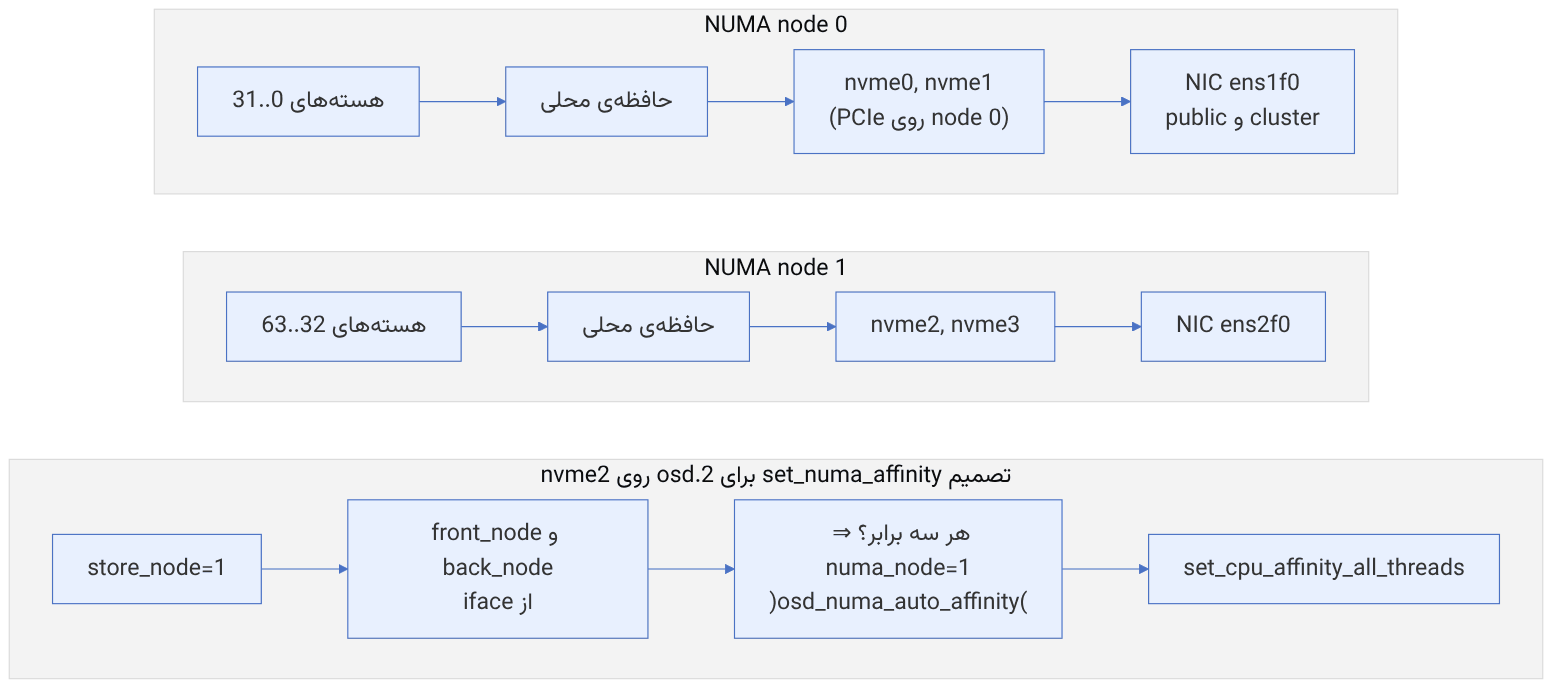 NUMA node 0
هسته‌های 0..31
حافظه‌ی محلی
nvme0, nvme1
(PCIe روی node 0)
NIC ens1f0
public و cluster
NUMA node 1
هسته‌های 32..63
حافظه‌ی محلی
nvme2, nvme3
NIC ens2f0
تصمیم set_numa_affinity برای osd.2 روی nvme2
store_node=1
front_node و
back_node
از iface
هر سه برابر؟ ⇒
numa_node=1
(osd_numa_auto_affinity)
set_cpu_affinity_all_threads